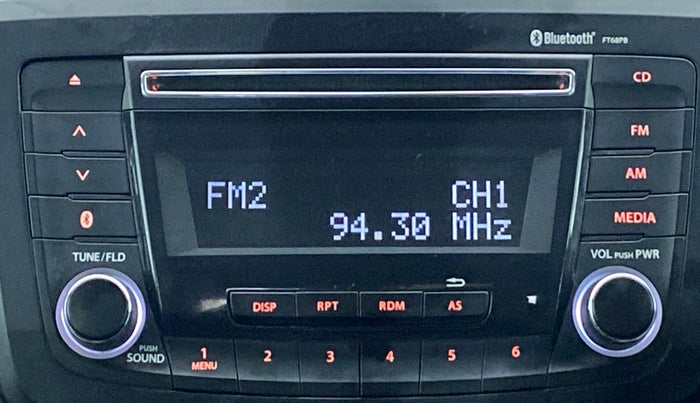 Bluetooth® FT68PB
CD
FM
AM
MEDIA
FM2 CH1
94.30 MHz
TUNE/FLD
VOL PUSH PWR
DISP RPT RDM AS
PUSH
SOUND
1 2 3 4 5 6
MENU